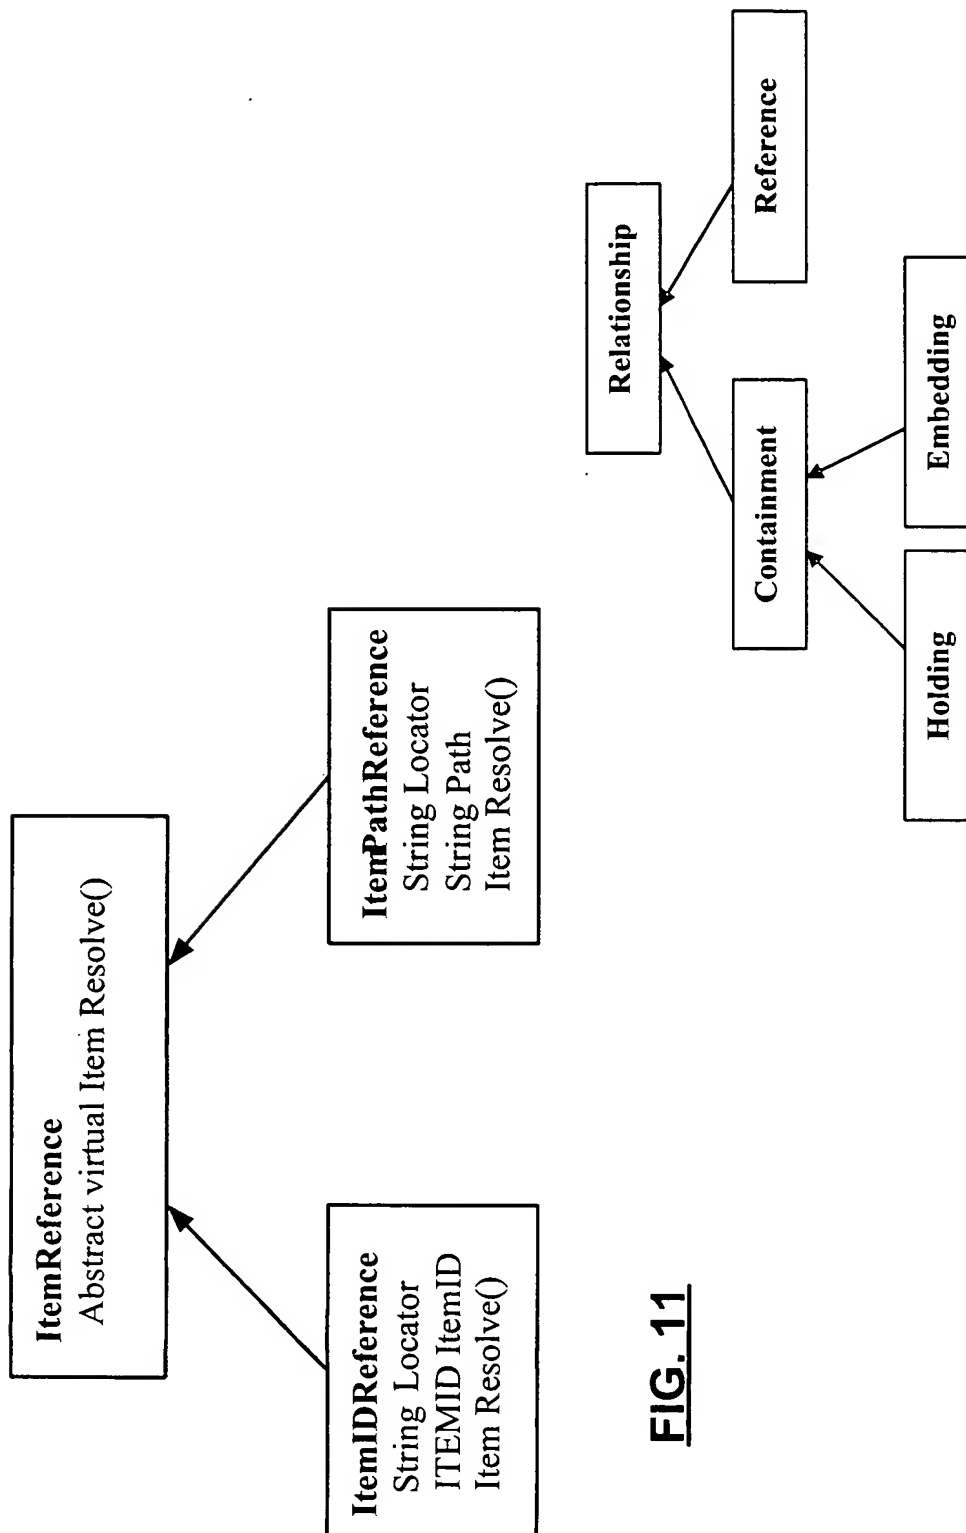 ItemReference
Abstract virtual Item Resolve()
ItemIDReference
String Locator
ITEMID ItemID
Item Resolve()
ItemPathReference
String Locator
String Path
Item Resolve()
FIG. 11
Relationship
Containment
Reference
Holding
Embedding